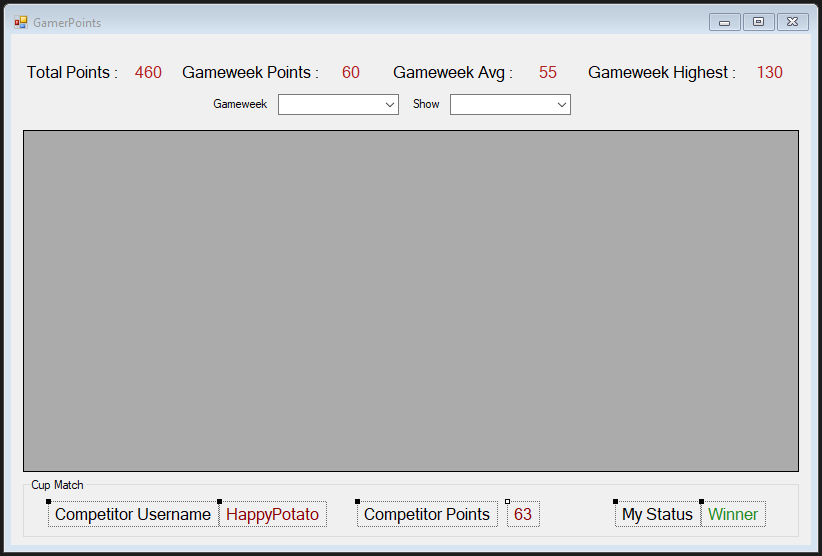 GamerPoints
Total Points : 460 Gameweek Points : 60 Gameweek Avg : 55 Gameweek Highest : 130
Gameweek Show
Cup Match
Competitor Username HappyPotato Competitor Points 63 My Status Winner